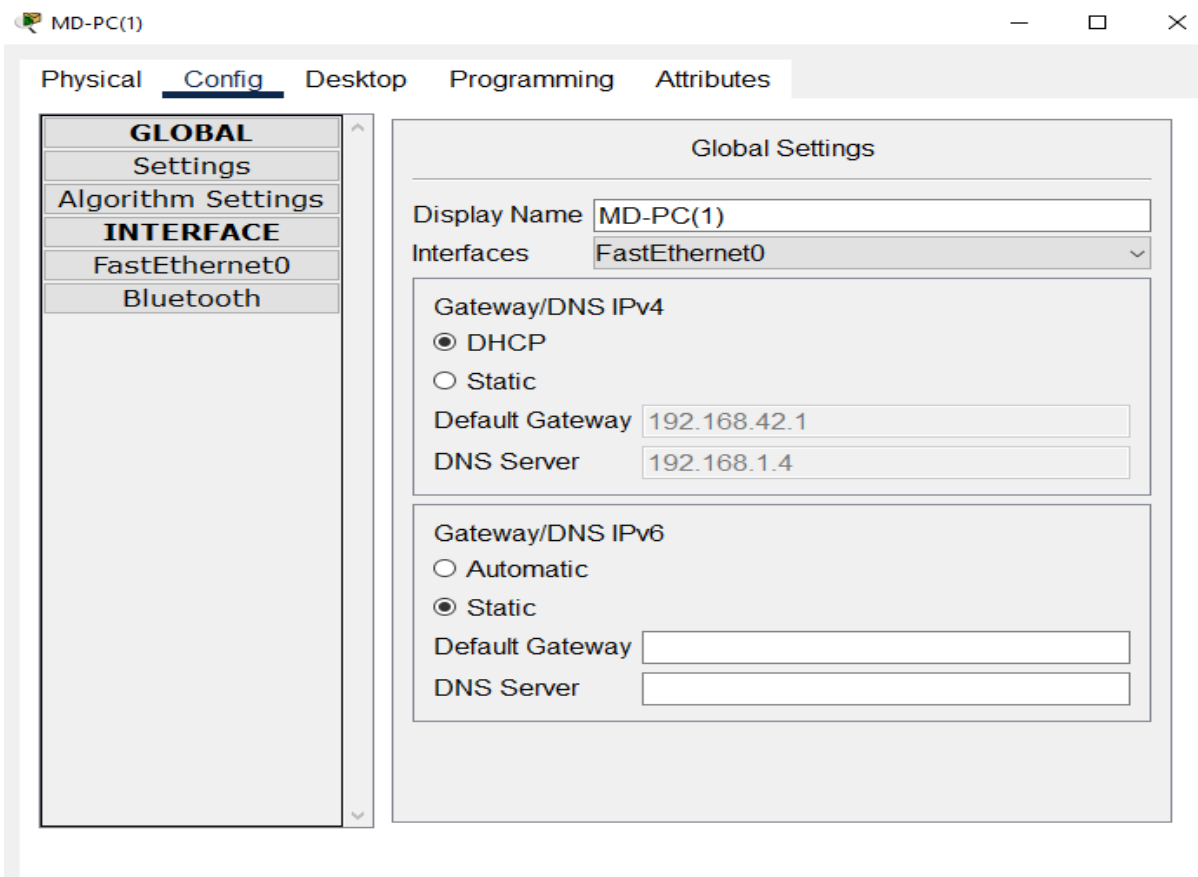 MD-PC(1)
Physical Config Desktop Programming Attributes
GLOBAL
Settings
Algorithm Settings
INTERFACE
FastEthernet0
Bluetooth
Global Settings
Display Name MD-PC(1)
Interfaces FastEthernet0
Gateway/DNS IPv4
DHCP
Static
Default Gateway 192.168.42.1
DNS Server 192.168.1.4
Gateway/DNS IPv6
Automatic
Static
Default Gateway
DNS Server